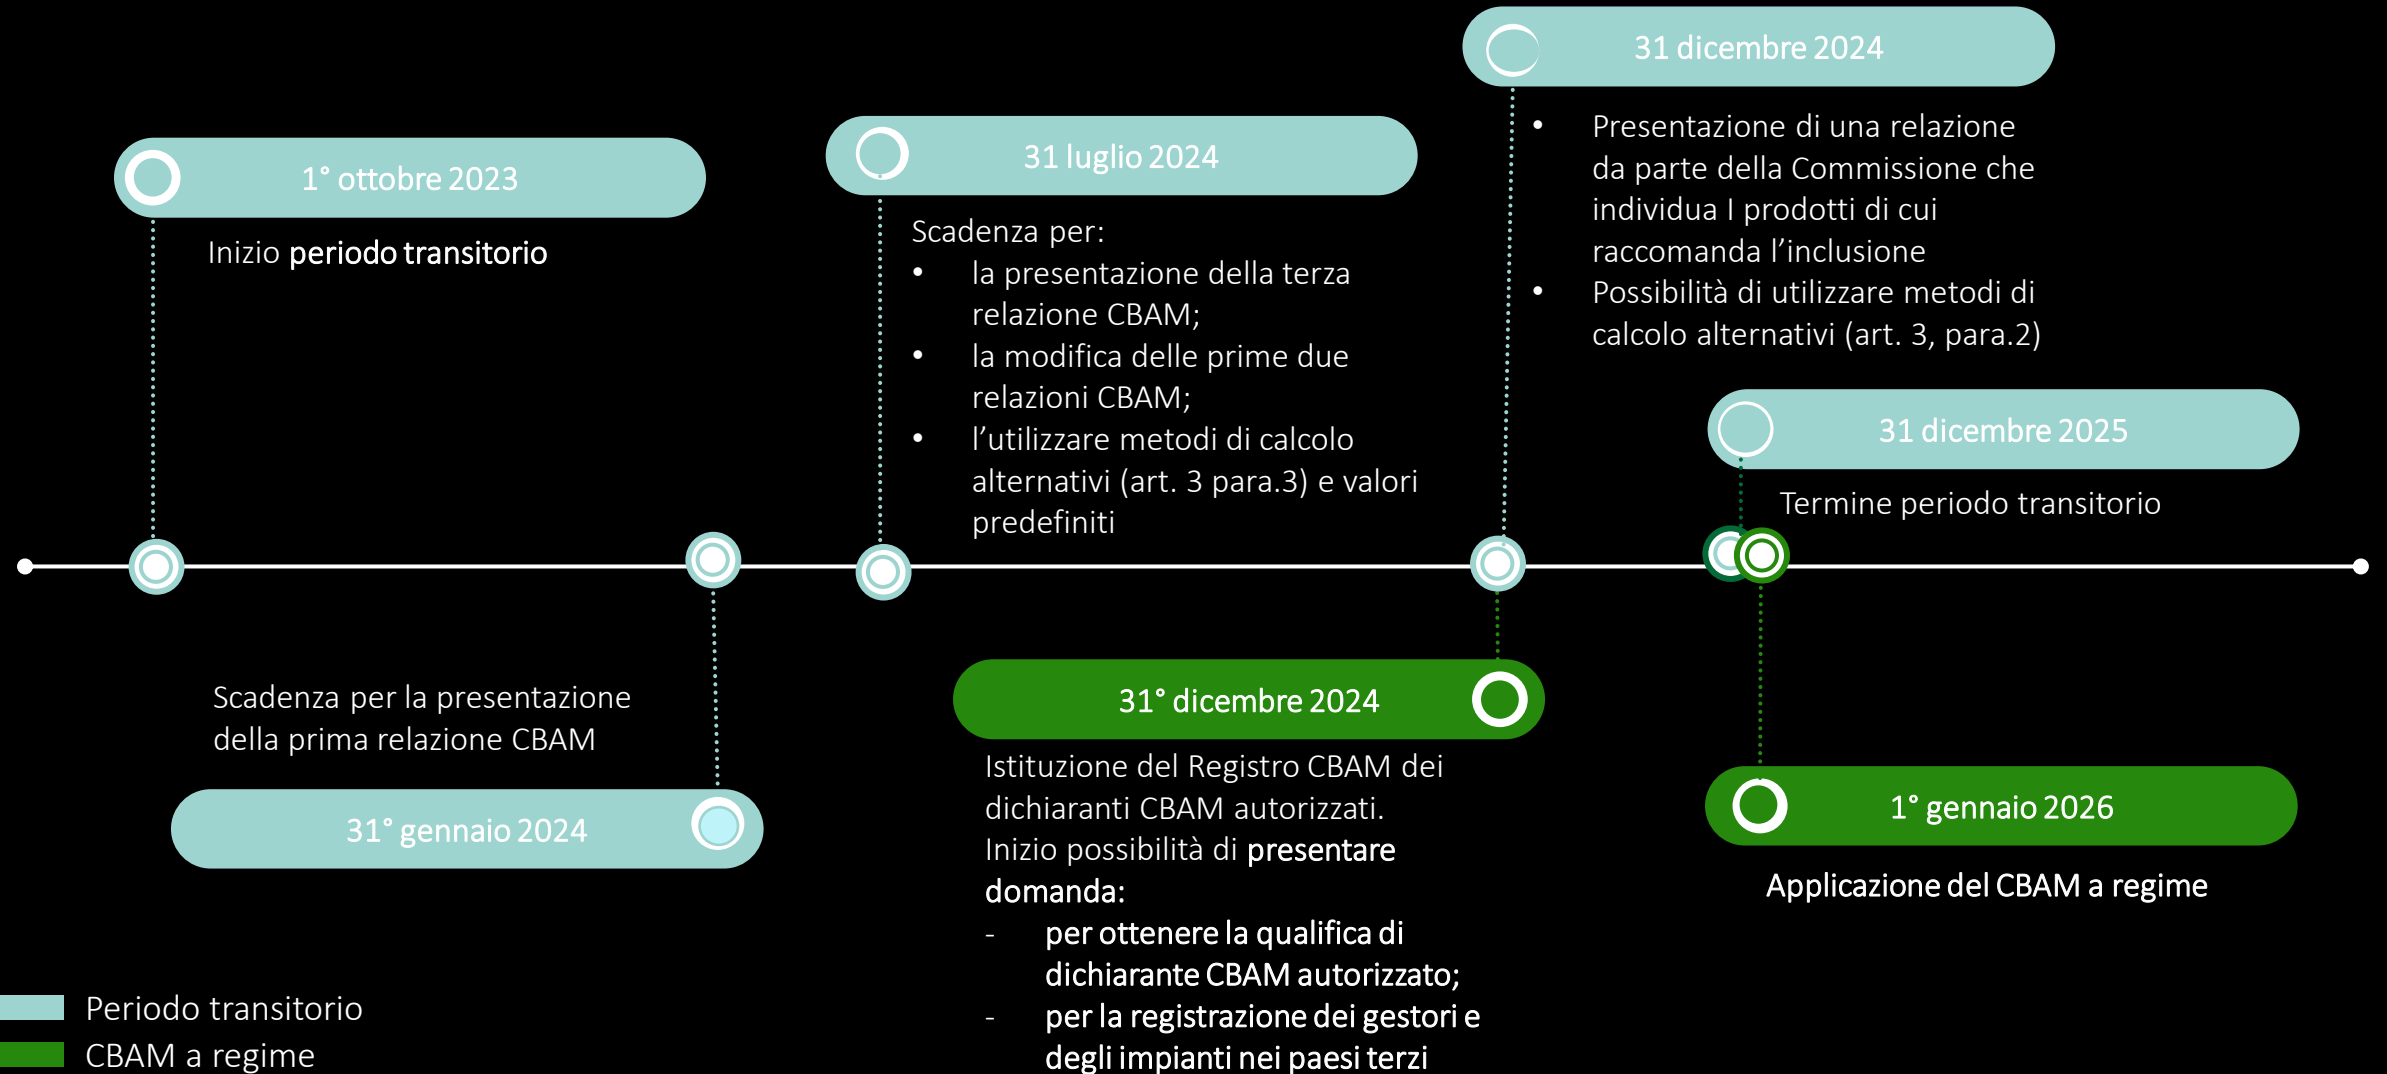 1° ottobre 2023
Inizio periodo transitorio
Scadenza per la presentazione
della prima relazione CBAM
31° gennaio 2024
31 luglio 2024
Scadenza per:
• la presentazione della terza
relazione CBAM;
• la modifica delle prime due
relazioni CBAM;
• l’utilizzare metodi di calcolo
alternativi (art. 3 para.3) e valori
predefiniti
31 dicembre 2024
• Presentazione di una relazione
da parte della Commissione che
individua I prodotti di cui
raccomanda l’inclusione
• Possibilità di utilizzare metodi di
calcolo alternativi (art. 3, para.2)
31° dicembre 2024
Istituzione del Registro CBAM dei
dichiaranti CBAM autorizzati.
Inizio possibilità di presentare
domanda:
- per ottenere la qualifica di
dichiarante CBAM autorizzato;
- per la registrazione dei gestori e
degli impianti nei paesi terzi
31 dicembre 2025
Termine periodo transitorio
1° gennaio 2026
Applicazione del CBAM a regime
Periodo transitorio
CBAM a regime